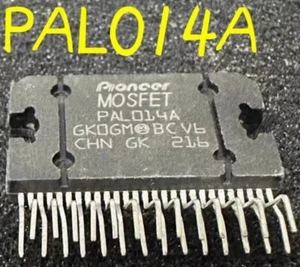 PAL014A
Pioneer
MOSFET
PAL014A
GK0GM BC V6
CHN GK 216